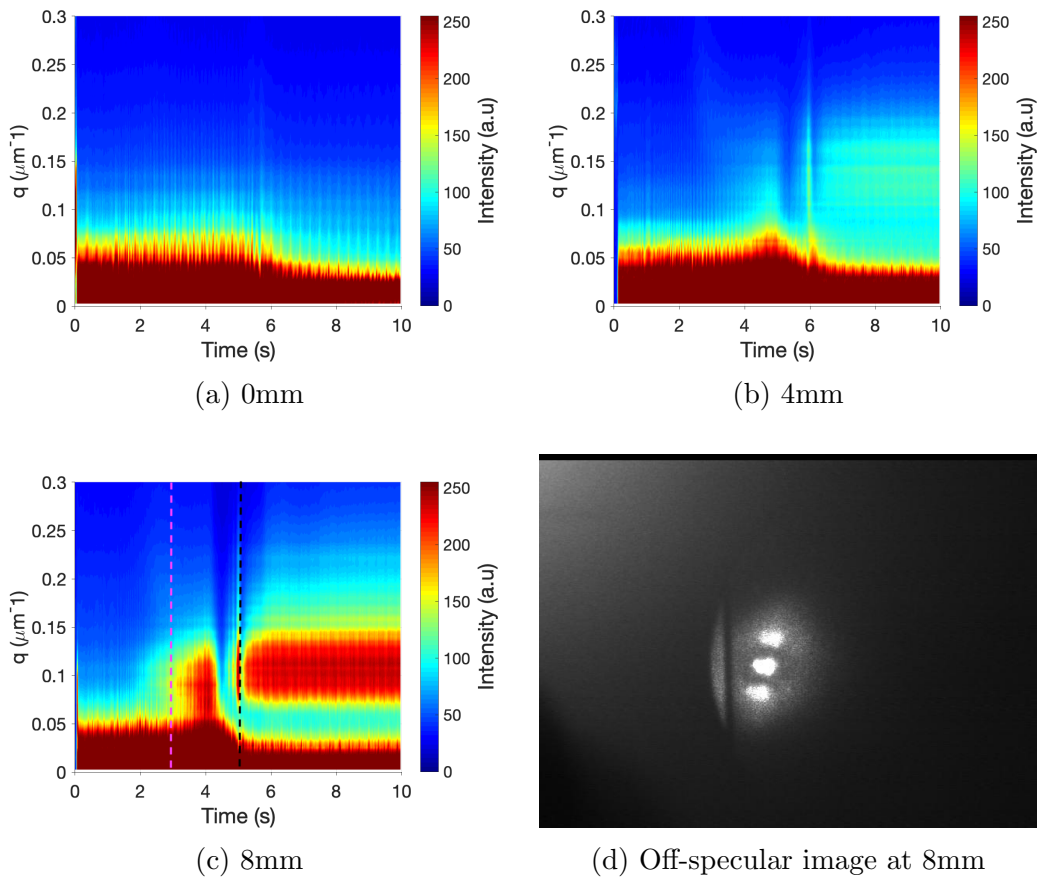 0.3
0.25
0.2
0.15
0.1
0.05
0
q (μm⁻1)
0 2 4 6 8 10
Time (s)
250
200
150
100
50
0
Intensity (a.u)
(a) 0mm
0.3
0.25
0.2
0.15
0.1
0.05
0
q (μm⁻1)
0 2 4 6 8 10
Time (s)
250
200
150
100
50
0
Intensity (a.u)
(b) 4mm
0.3
0.25
0.2
0.15
0.1
0.05
0
q (μm⁻1)
0 2 4 6 8 10
Time (s)
250
200
150
100
50
0
Intensity (a.u)
(c) 8mm
(d) Off-specular image at 8mm